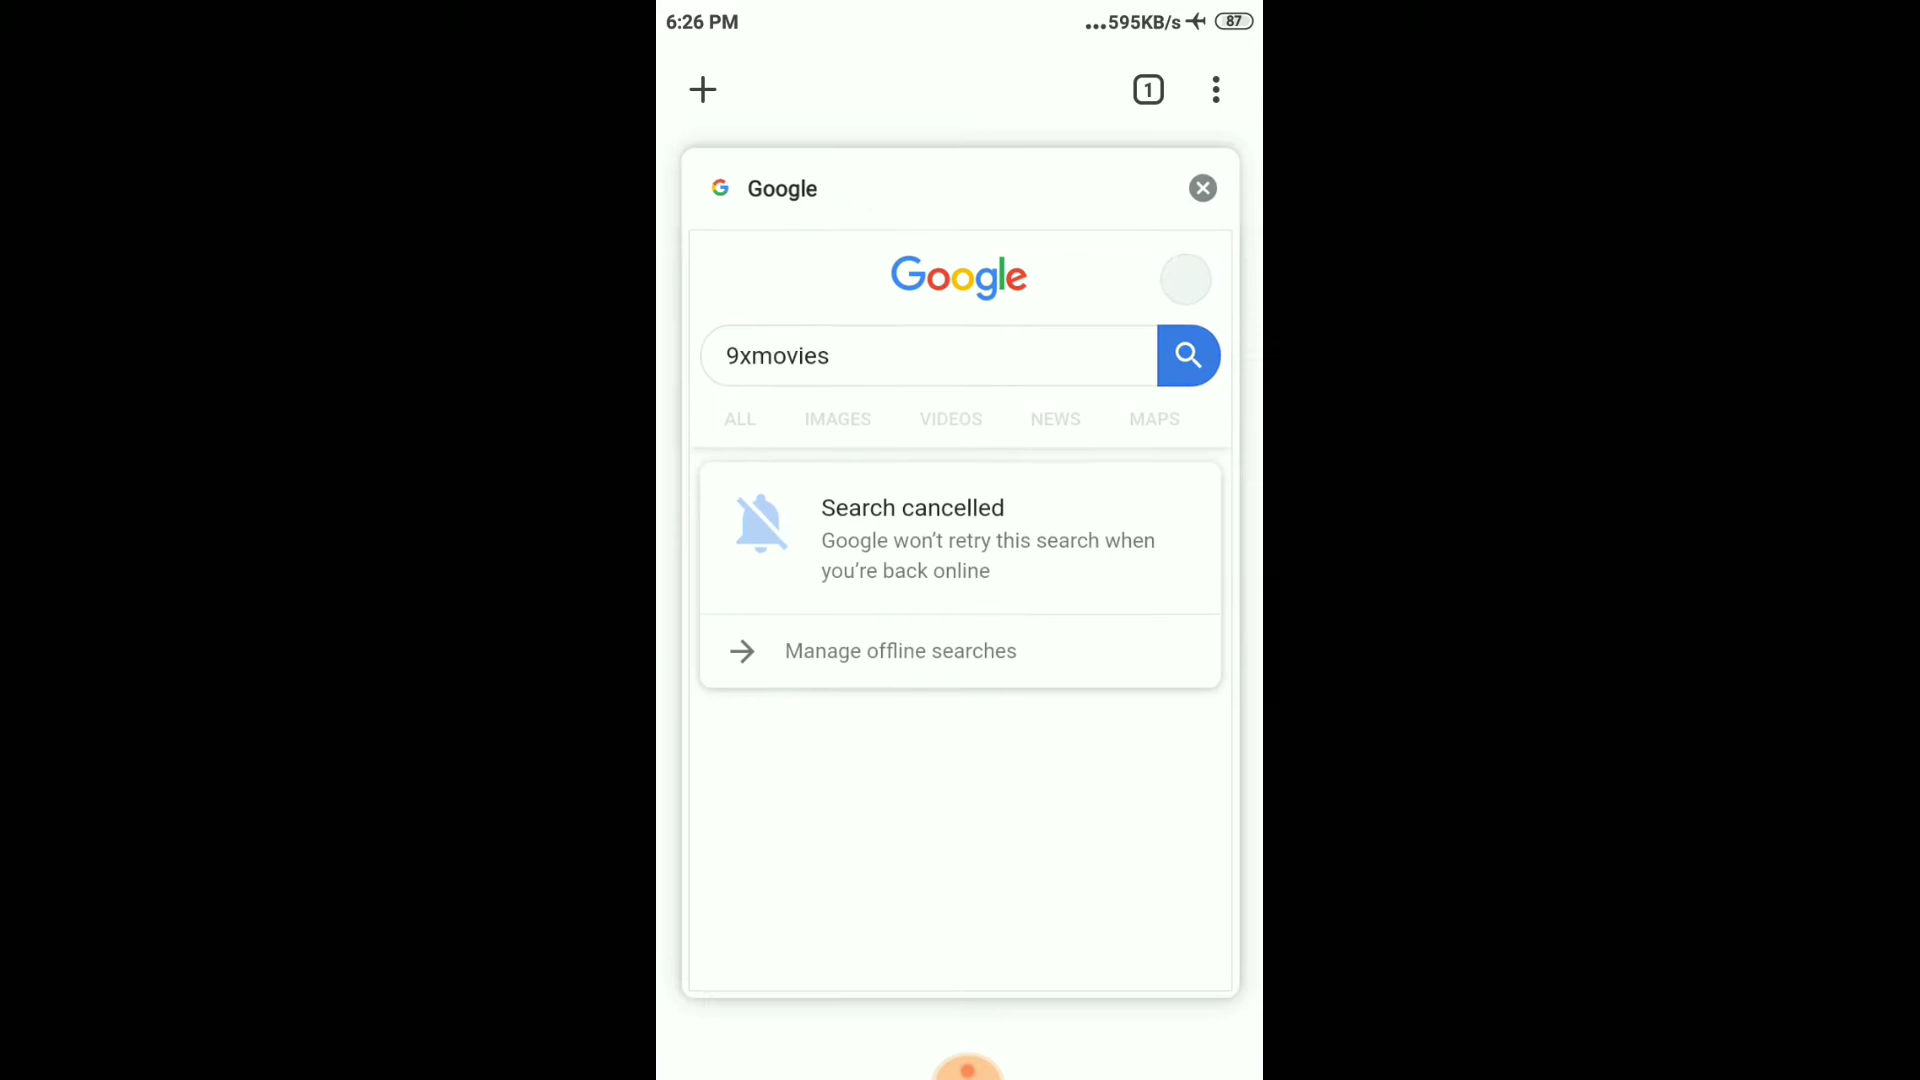 6:26 PM ...595KB/s 87
1
Google
Google
9xmovies
ALL IMAGES VIDEOS NEWS MAPS
Search cancelled
Google won’t retry this search when
you’re back online
Manage offline searches